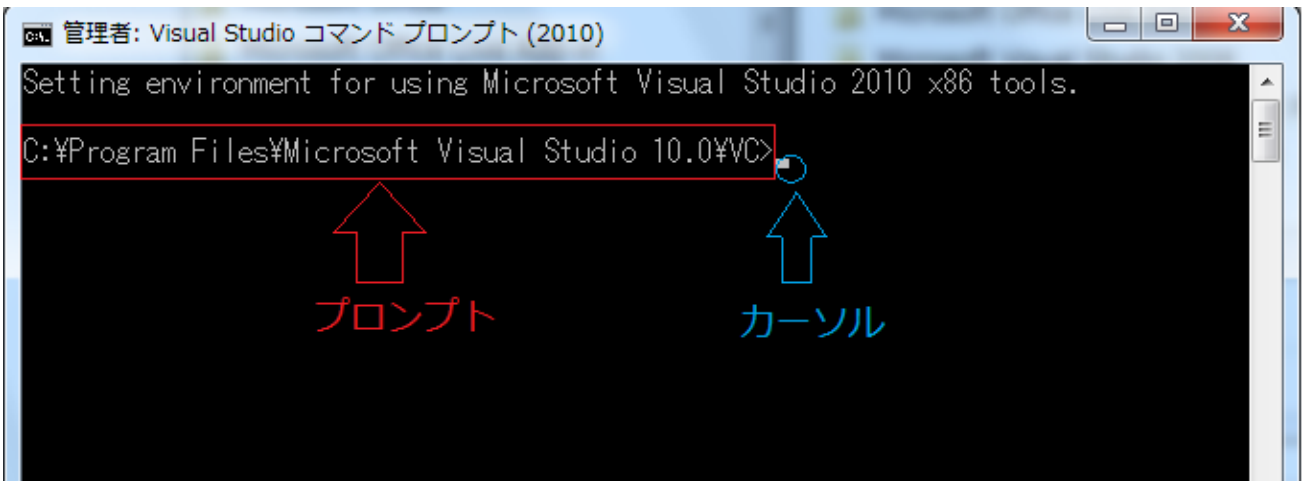 管理者: Visual Studio コマンド プロンプト (2010)
Setting environment for using Microsoft Visual Studio 2010 x86 tools.
C:¥Program Files¥Microsoft Visual Studio 10.0¥VC>
プロンプト
カーソル